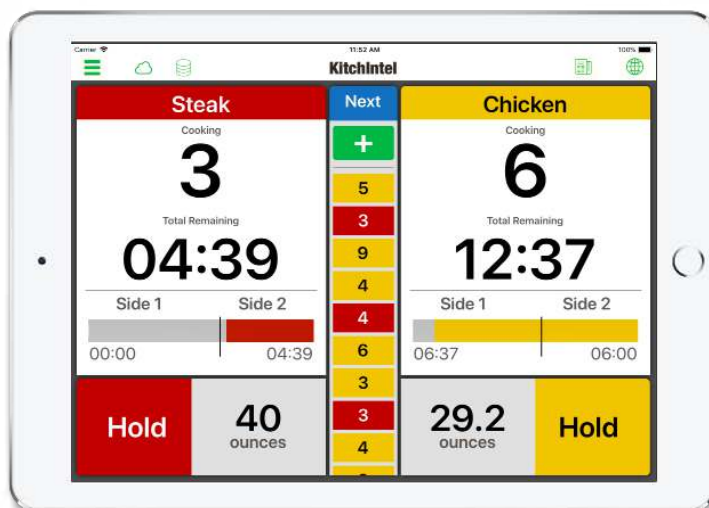 Carrier
11:52 AM
100%
KitchIntel
Steak
Cooking
3
Total Remaining
04:39
Side 1 Side 2
00:00 04:39
Hold
40
ounces
Next
+
5
3
9
4
4
6
3
3
4
Chicken
Cooking
6
Total Remaining
12:37
Side 1 Side 2
06:37 06:00
29.2
ounces
Hold